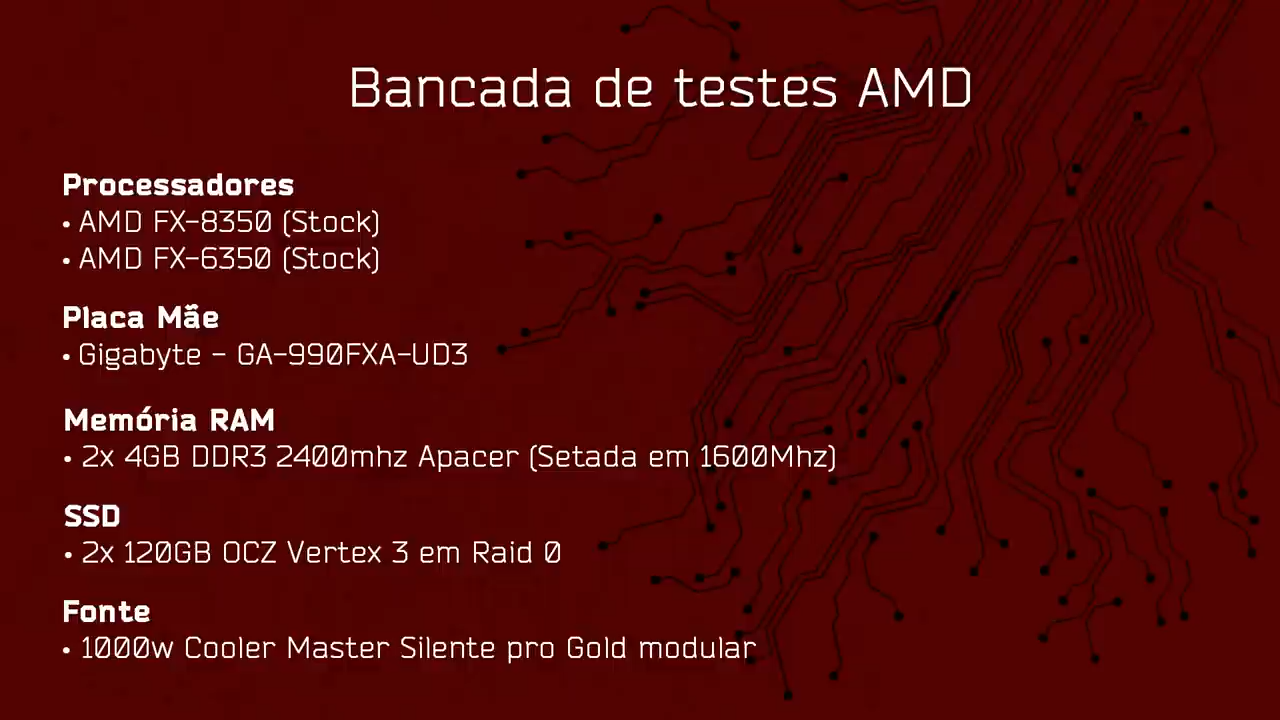 Bancada de testes AMD
Processadores
• AMD FX-8350 (Stock)
• AMD FX-6350 (Stock)
Placa Mãe
• Gigabyte - GA-990FXA-UD3
Memória RAM
• 2x 4GB DDR3 2400mhz Apacer (Setada em 1600Mhz)
SSD
• 2x 120GB OCZ Vertex 3 em Raid 0
Fonte
• 1000w Cooler Master Silente pro Gold modular